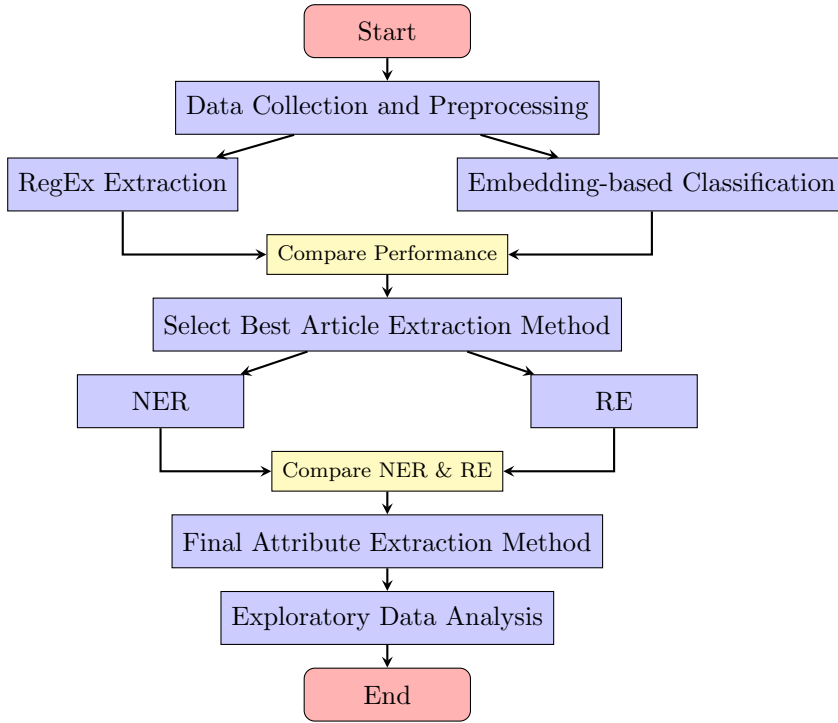 Start
Data Collection and Preprocessing
RegEx Extraction
Embedding-based Classification
Compare Performance
Select Best Article Extraction Method
NER
RE
Compare NER & RE
Final Attribute Extraction Method
Exploratory Data Analysis
End